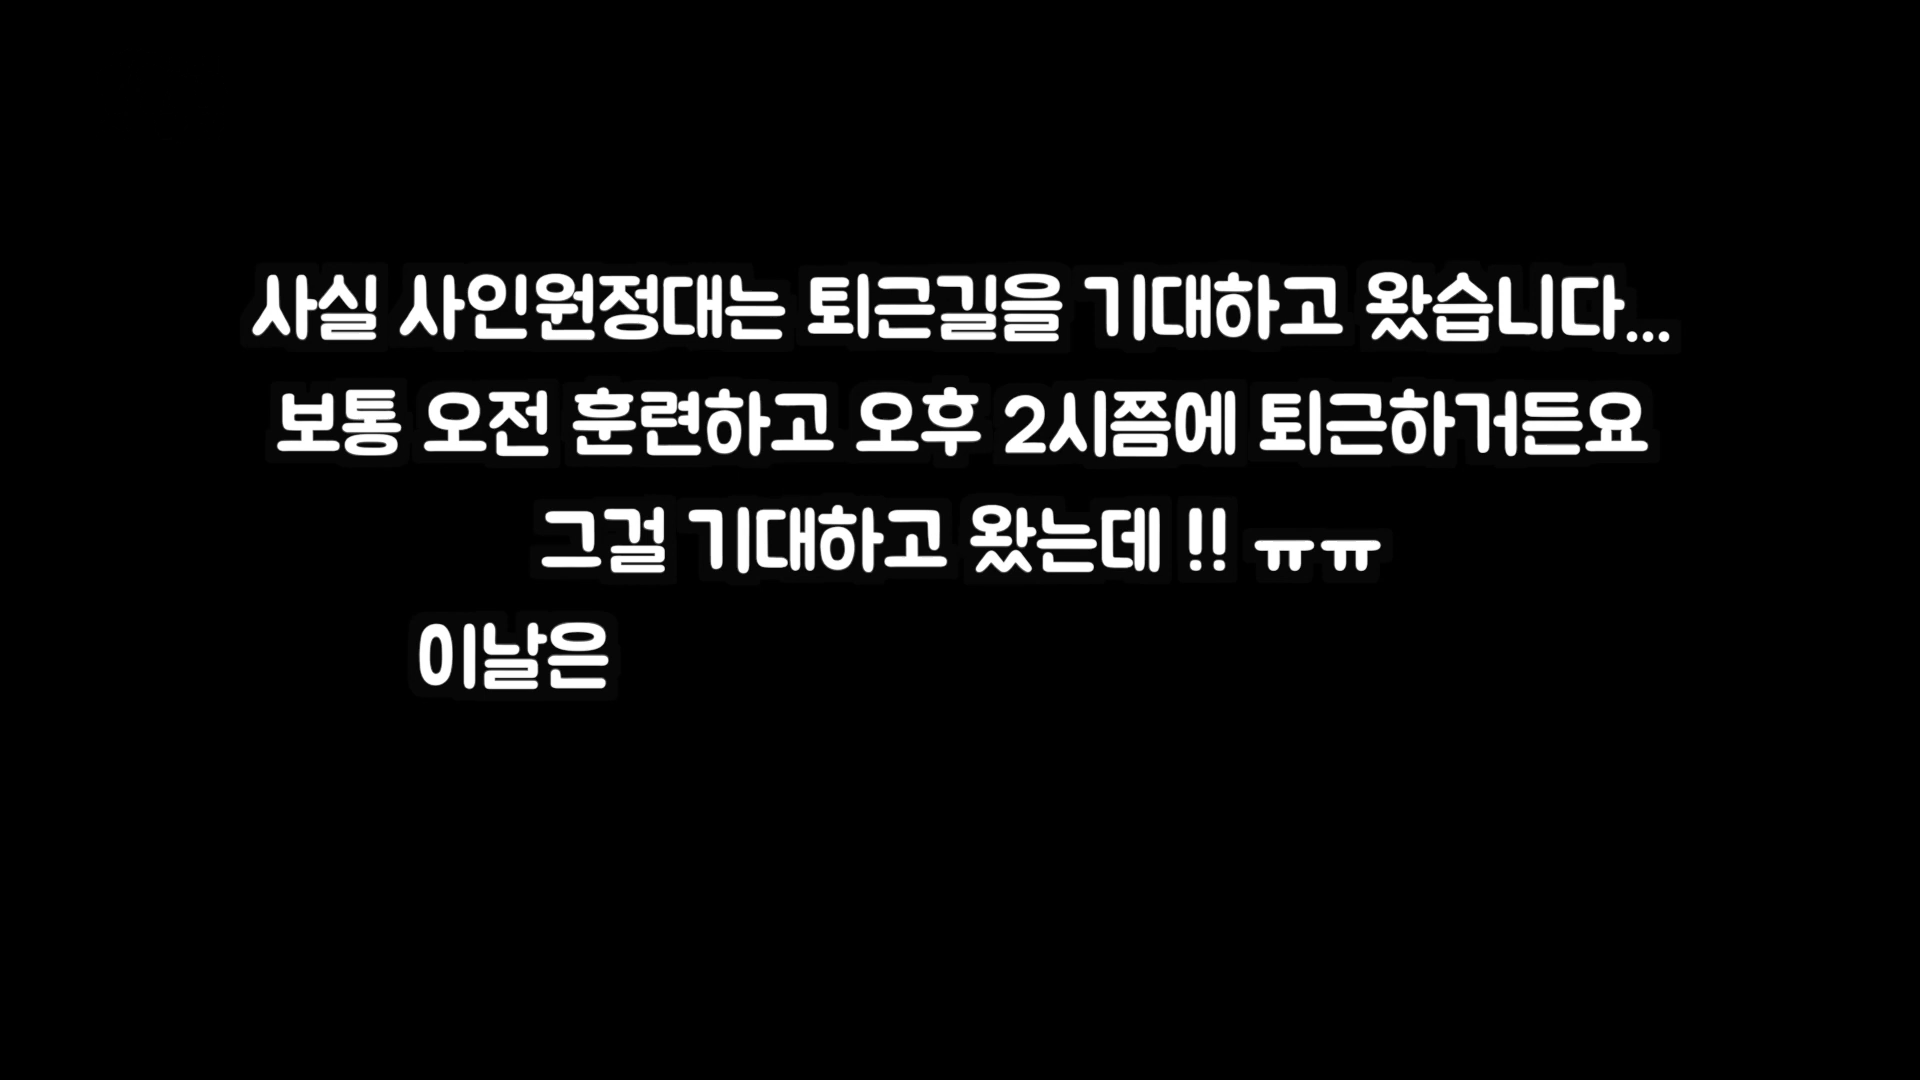 사실 사인원정대는 퇴근길을 기대하고 왔습니다...
보통 오전 훈련하고 오후 2시쯤에 퇴근하거든요
그걸 기대하고 왔는데 !! ㅠㅠ
이날은